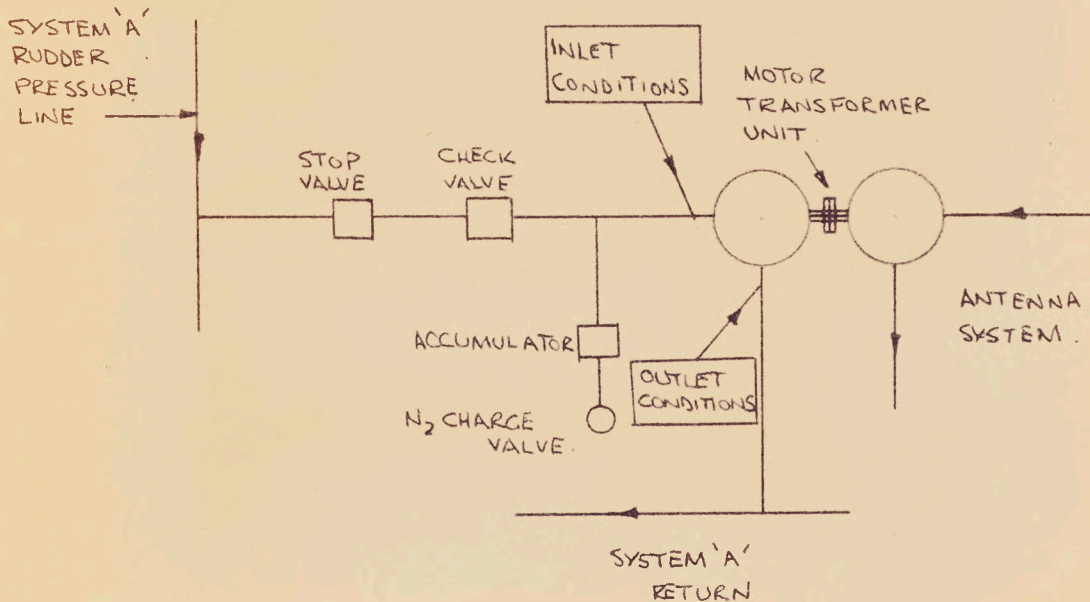 SYSTEM 'A'
RUDDER
PRESSURE
LINE
INLET
CONDITIONS
MOTOR
TRANSFORMER
UNIT
STOP
VALVE
CHECK
VALVE
ANTENNA
SYSTEM.
ACCUMULATOR
OUTLET
CONDITIONS
N₂ CHARGE
VALVE.
SYSTEM 'A'
RETURN